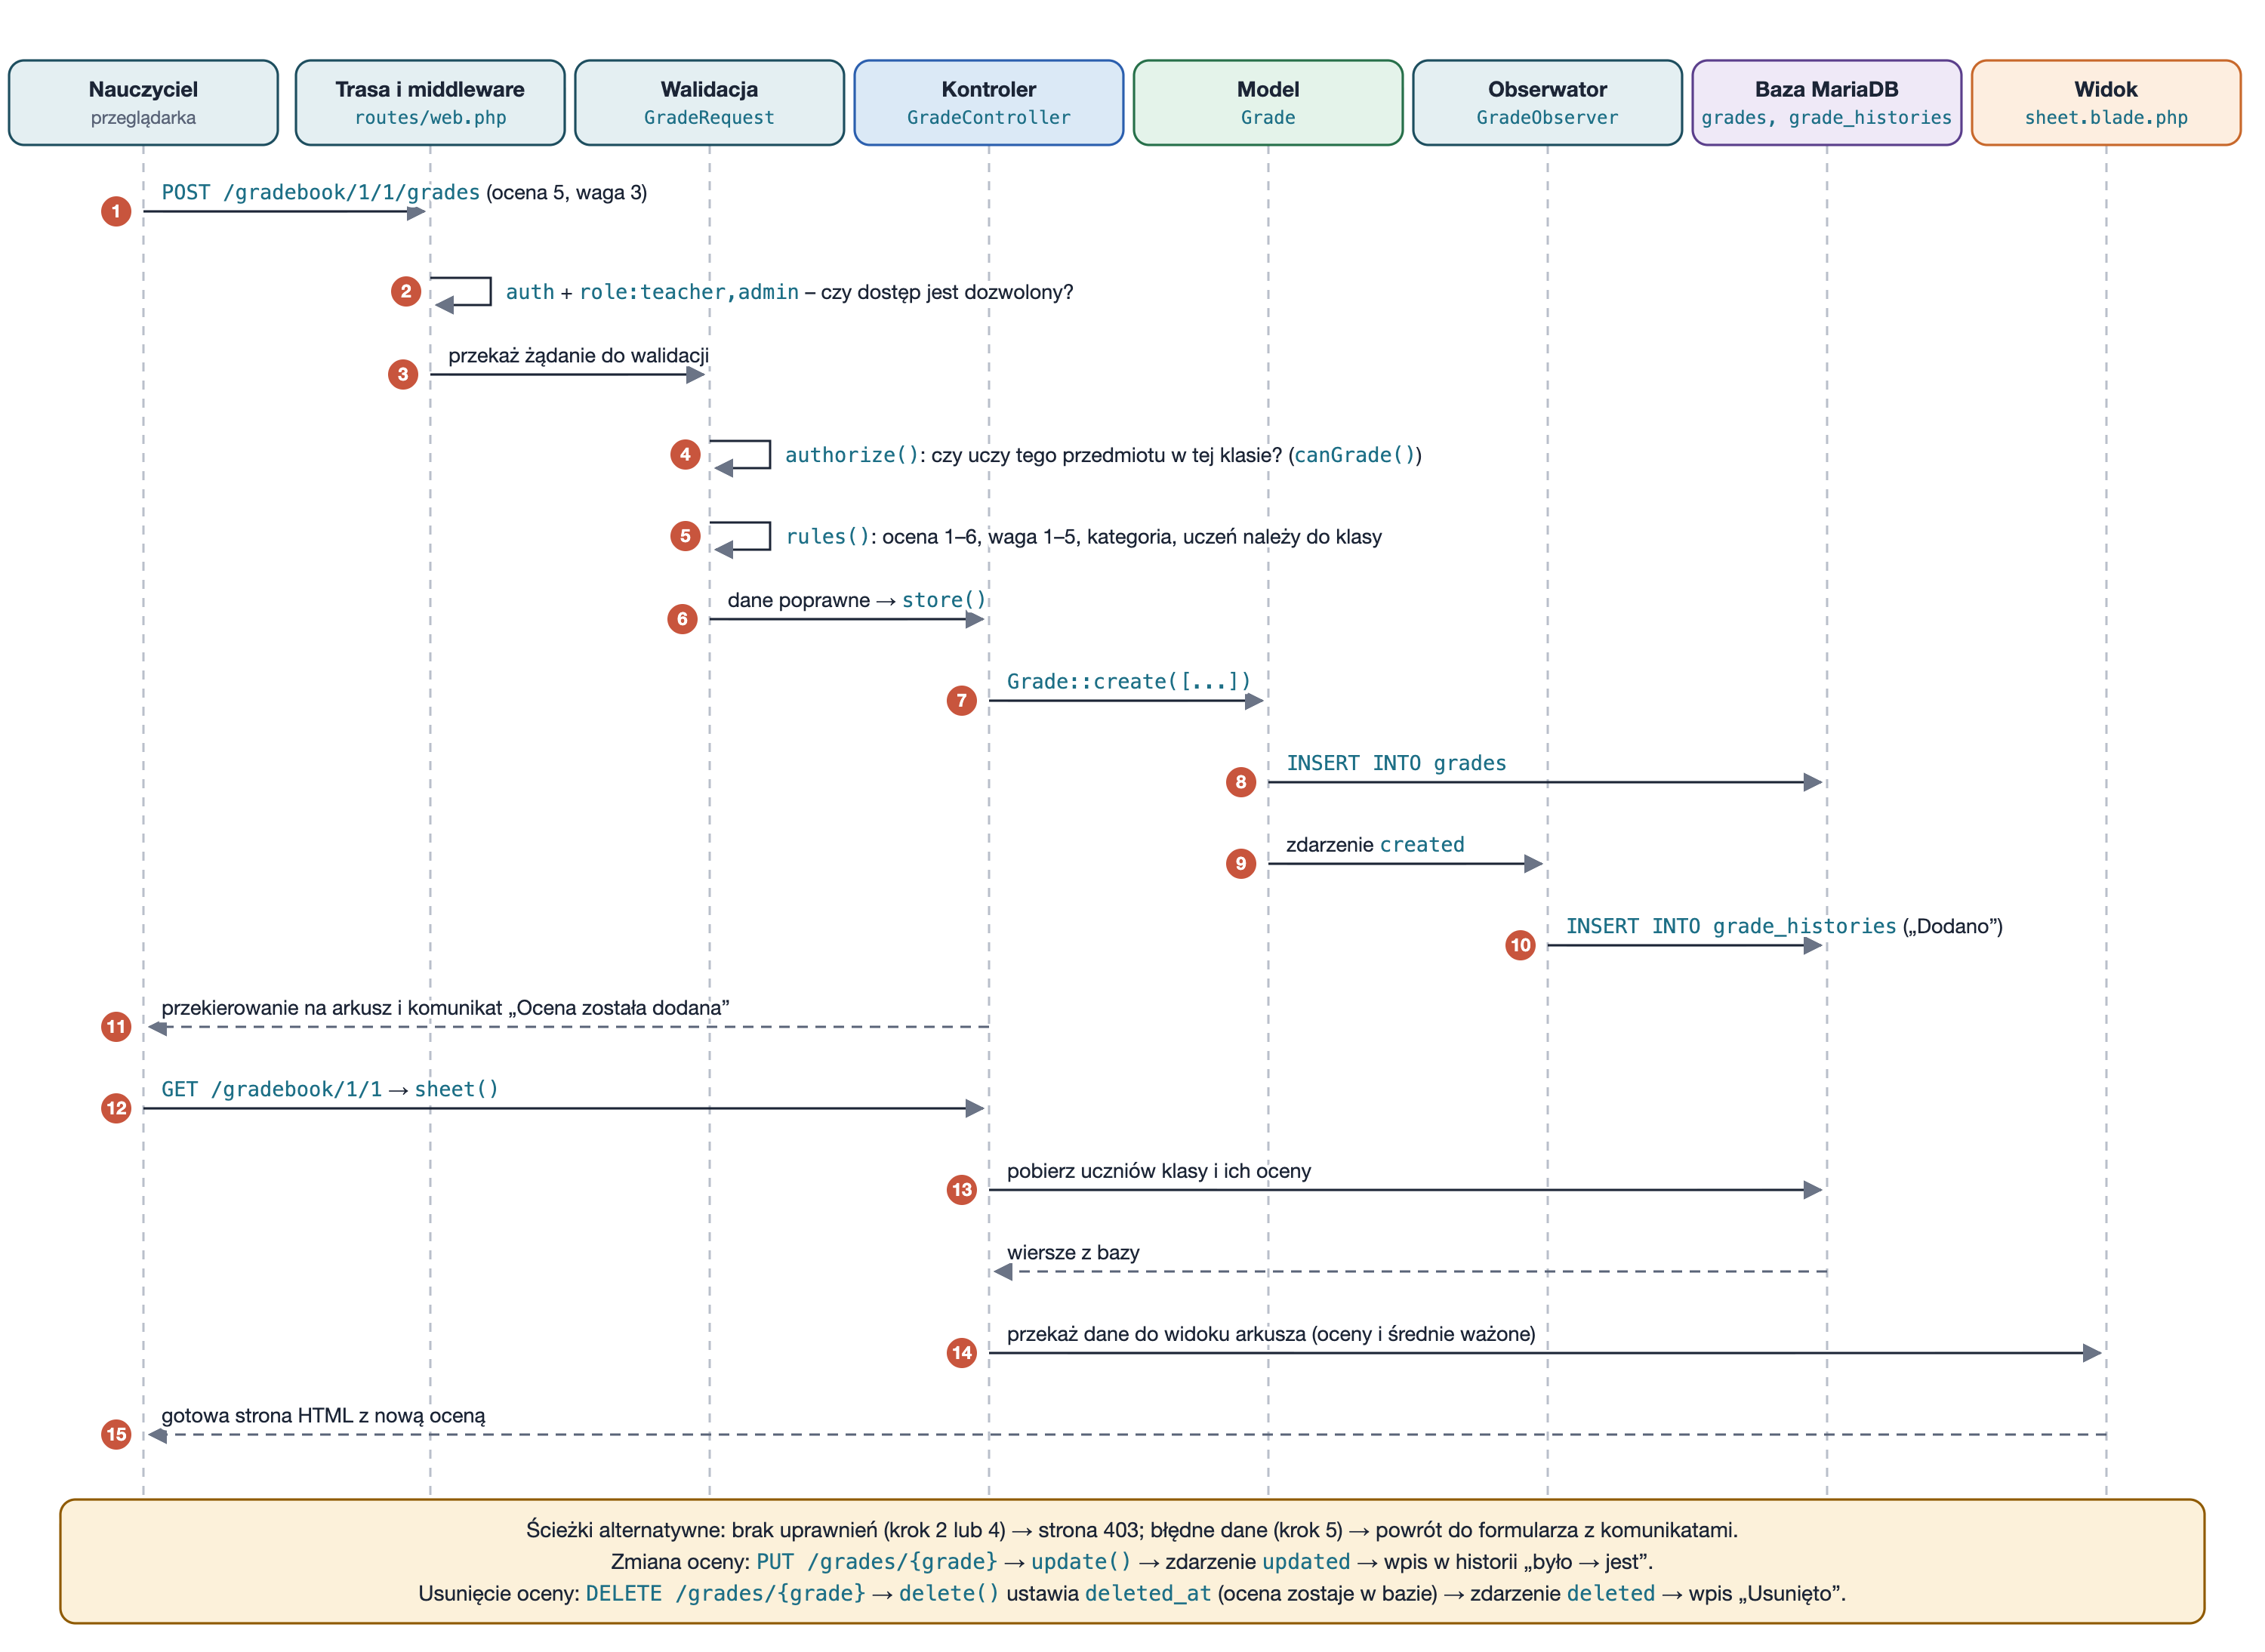 Nauczyciel
przeglądarka
Trasa i middleware
routes/web.php
Walidacja
GradeRequest
Kontroler
GradeController
Model
Grade
Obserwator
GradeObserver
Baza MariaDB
grades, grade_histories
Widok
sheet.blade.php
1 POST /gradebook/1/1/grades (ocena 5, waga 3)
2 auth + role:teacher,admin – czy dostęp jest dozwolony?
3 przekaż żądanie do walidacji
4 authorize(): czy uczy tego przedmiotu w tej klasie? (canGrade())
5 rules(): ocena 1–6, waga 1–5, kategoria, uczeń należy do klasy
6 dane poprawne → store()
7 Grade::create([...])
8 INSERT INTO grades
9 zdarzenie created
10 INSERT INTO grade_histories („Dodano”)
11 przekierowanie na arkusz i komunikat „Ocena została dodana”
12 GET /gradebook/1/1 → sheet()
13 pobierz uczniów klasy i ich oceny
wiersze z bazy
14 przekaż dane do widoku arkusza (oceny i średnie ważone)
15 gotowa strona HTML z nową oceną
Ścieżki alternatywne: brak uprawnień (krok 2 lub 4) → strona 403; błędne dane (krok 5) → powrót do formularza z komunikatami.
Zmiana oceny: PUT /grades/{grade} → update() → zdarzenie updated → wpis w historii „było → jest”.
Usunięcie oceny: DELETE /grades/{grade} → delete() ustawia deleted_at (ocena zostaje w bazie) → zdarzenie deleted → wpis „Usunięto”.